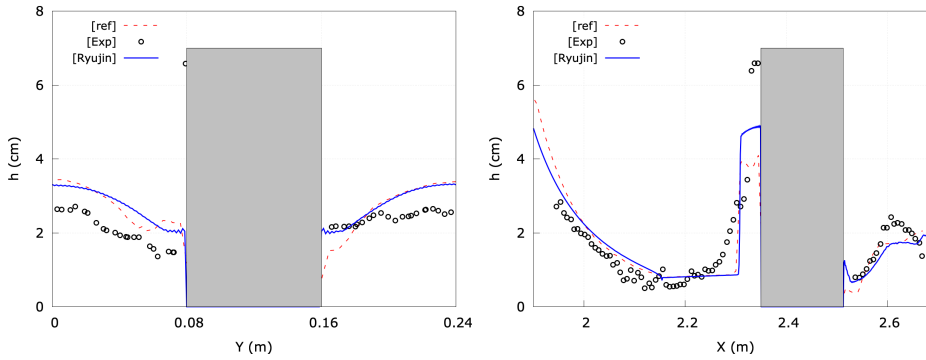 8
6
4
2
0
h (cm)
[ref]
[Exp]
[Ryujin]
0 0.08 0.16 0.24
Y (m)
8
6
4
2
0
h (cm)
[ref]
[Exp]
[Ryujin]
2 2.2 2.4 2.6
X (m)